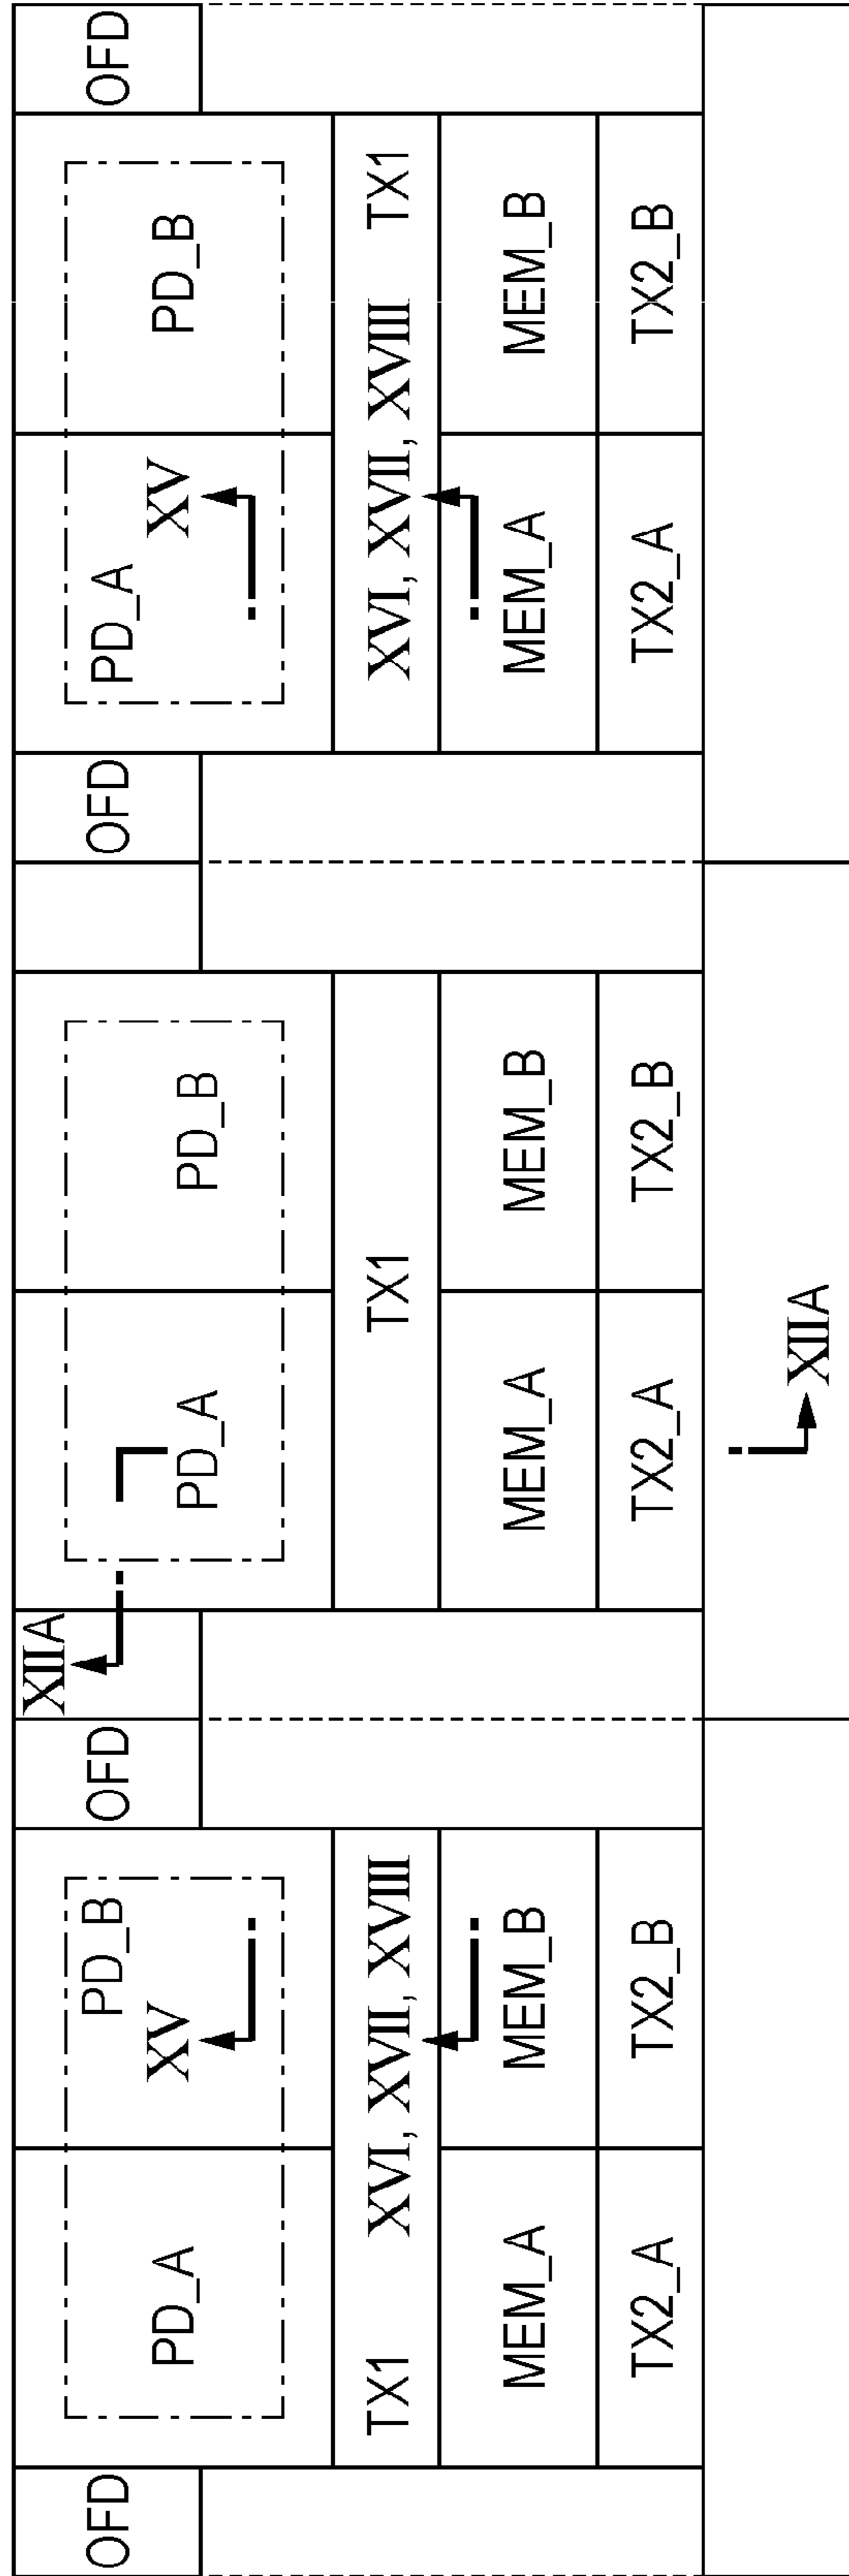 XIIA
OFD
PD_B
OFD
PD_A
OFD
OFD
PD_A
XV
PD_A
PD_B
XV
PD_B
TX1
XVI, XVII, XVIII
TX1
XVI, XVII, XVIII
TX1
MEM_A
MEM_B
MEM_A
MEM_B
MEM_A
MEM_B
TX2_A
TX2_B
TX2_A
TX2_B
TX2_A
TX2_B
XIIA